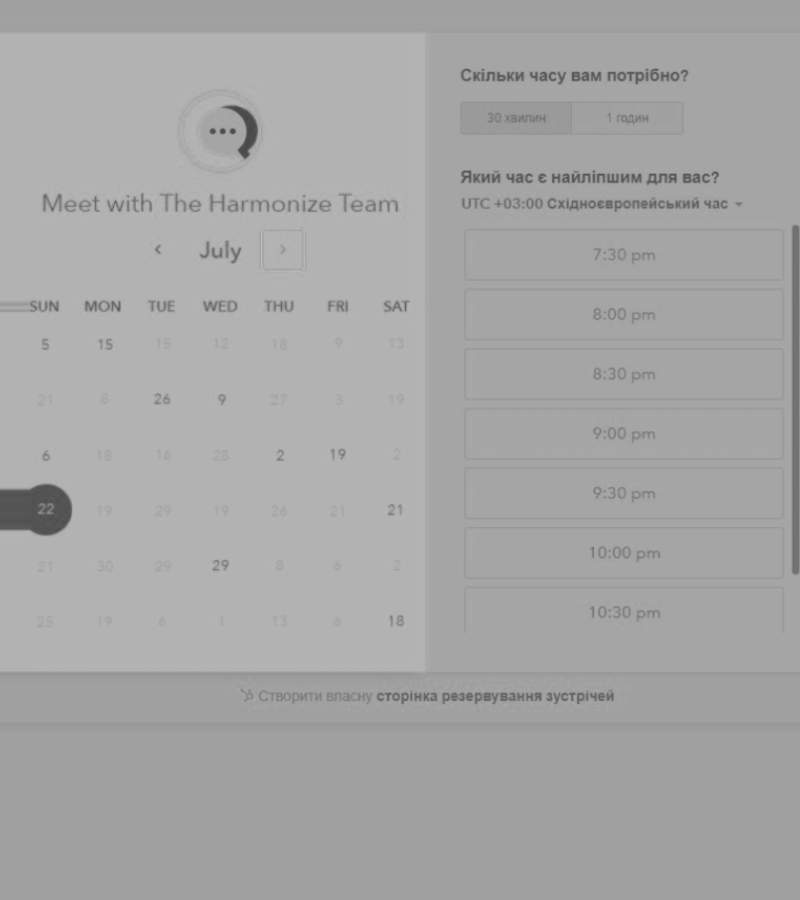 Meet with The Harmonize Team
July
SUN MON TUE WED THU FRI SAT
5 15 15 12 18 9 13
21 8 26 9 27 3 19
6 18 16 28 2 19 2
22 19 29 19 26 21 21
21 30 29 29 8 6 2
25 19 6 1 13 6 18
Скільки часу вам потрібно?
30 хвилин 1 годин
Який час є найліпшим для вас?
UTC +03:00 Східноєвропейський час
7:30 pm
8:00 pm
8:30 pm
9:00 pm
9:30 pm
10:00 pm
10:30 pm
Створити власну сторінка резервування зустрічей